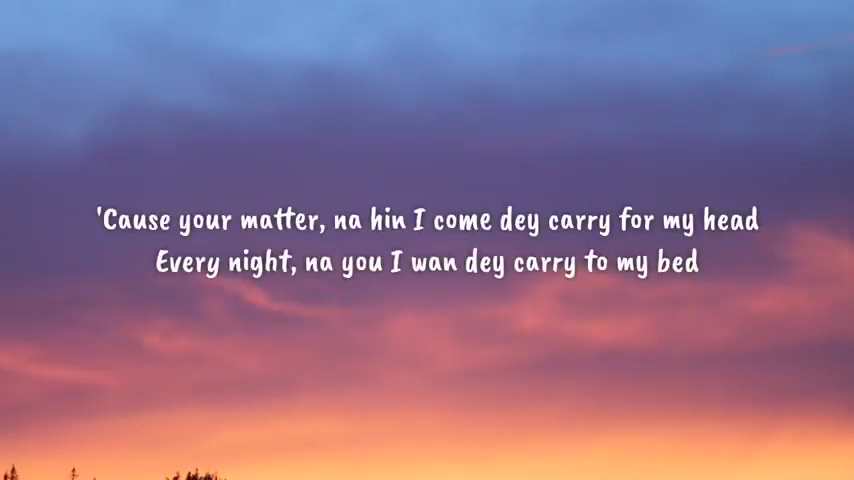 'Cause your matter, na hin I come dey carry for my head
Every night, na you I wan dey carry to my bed